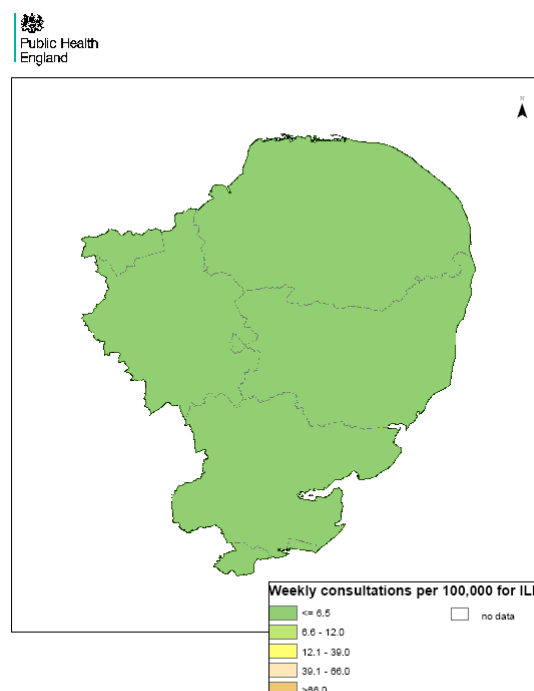 Public Health
England
N
Weekly consultations per 100,000 for ILI
<= 6.5
no data
6.6 - 12.0
12.1 - 39.0
39.1 - 66.0
>66.0